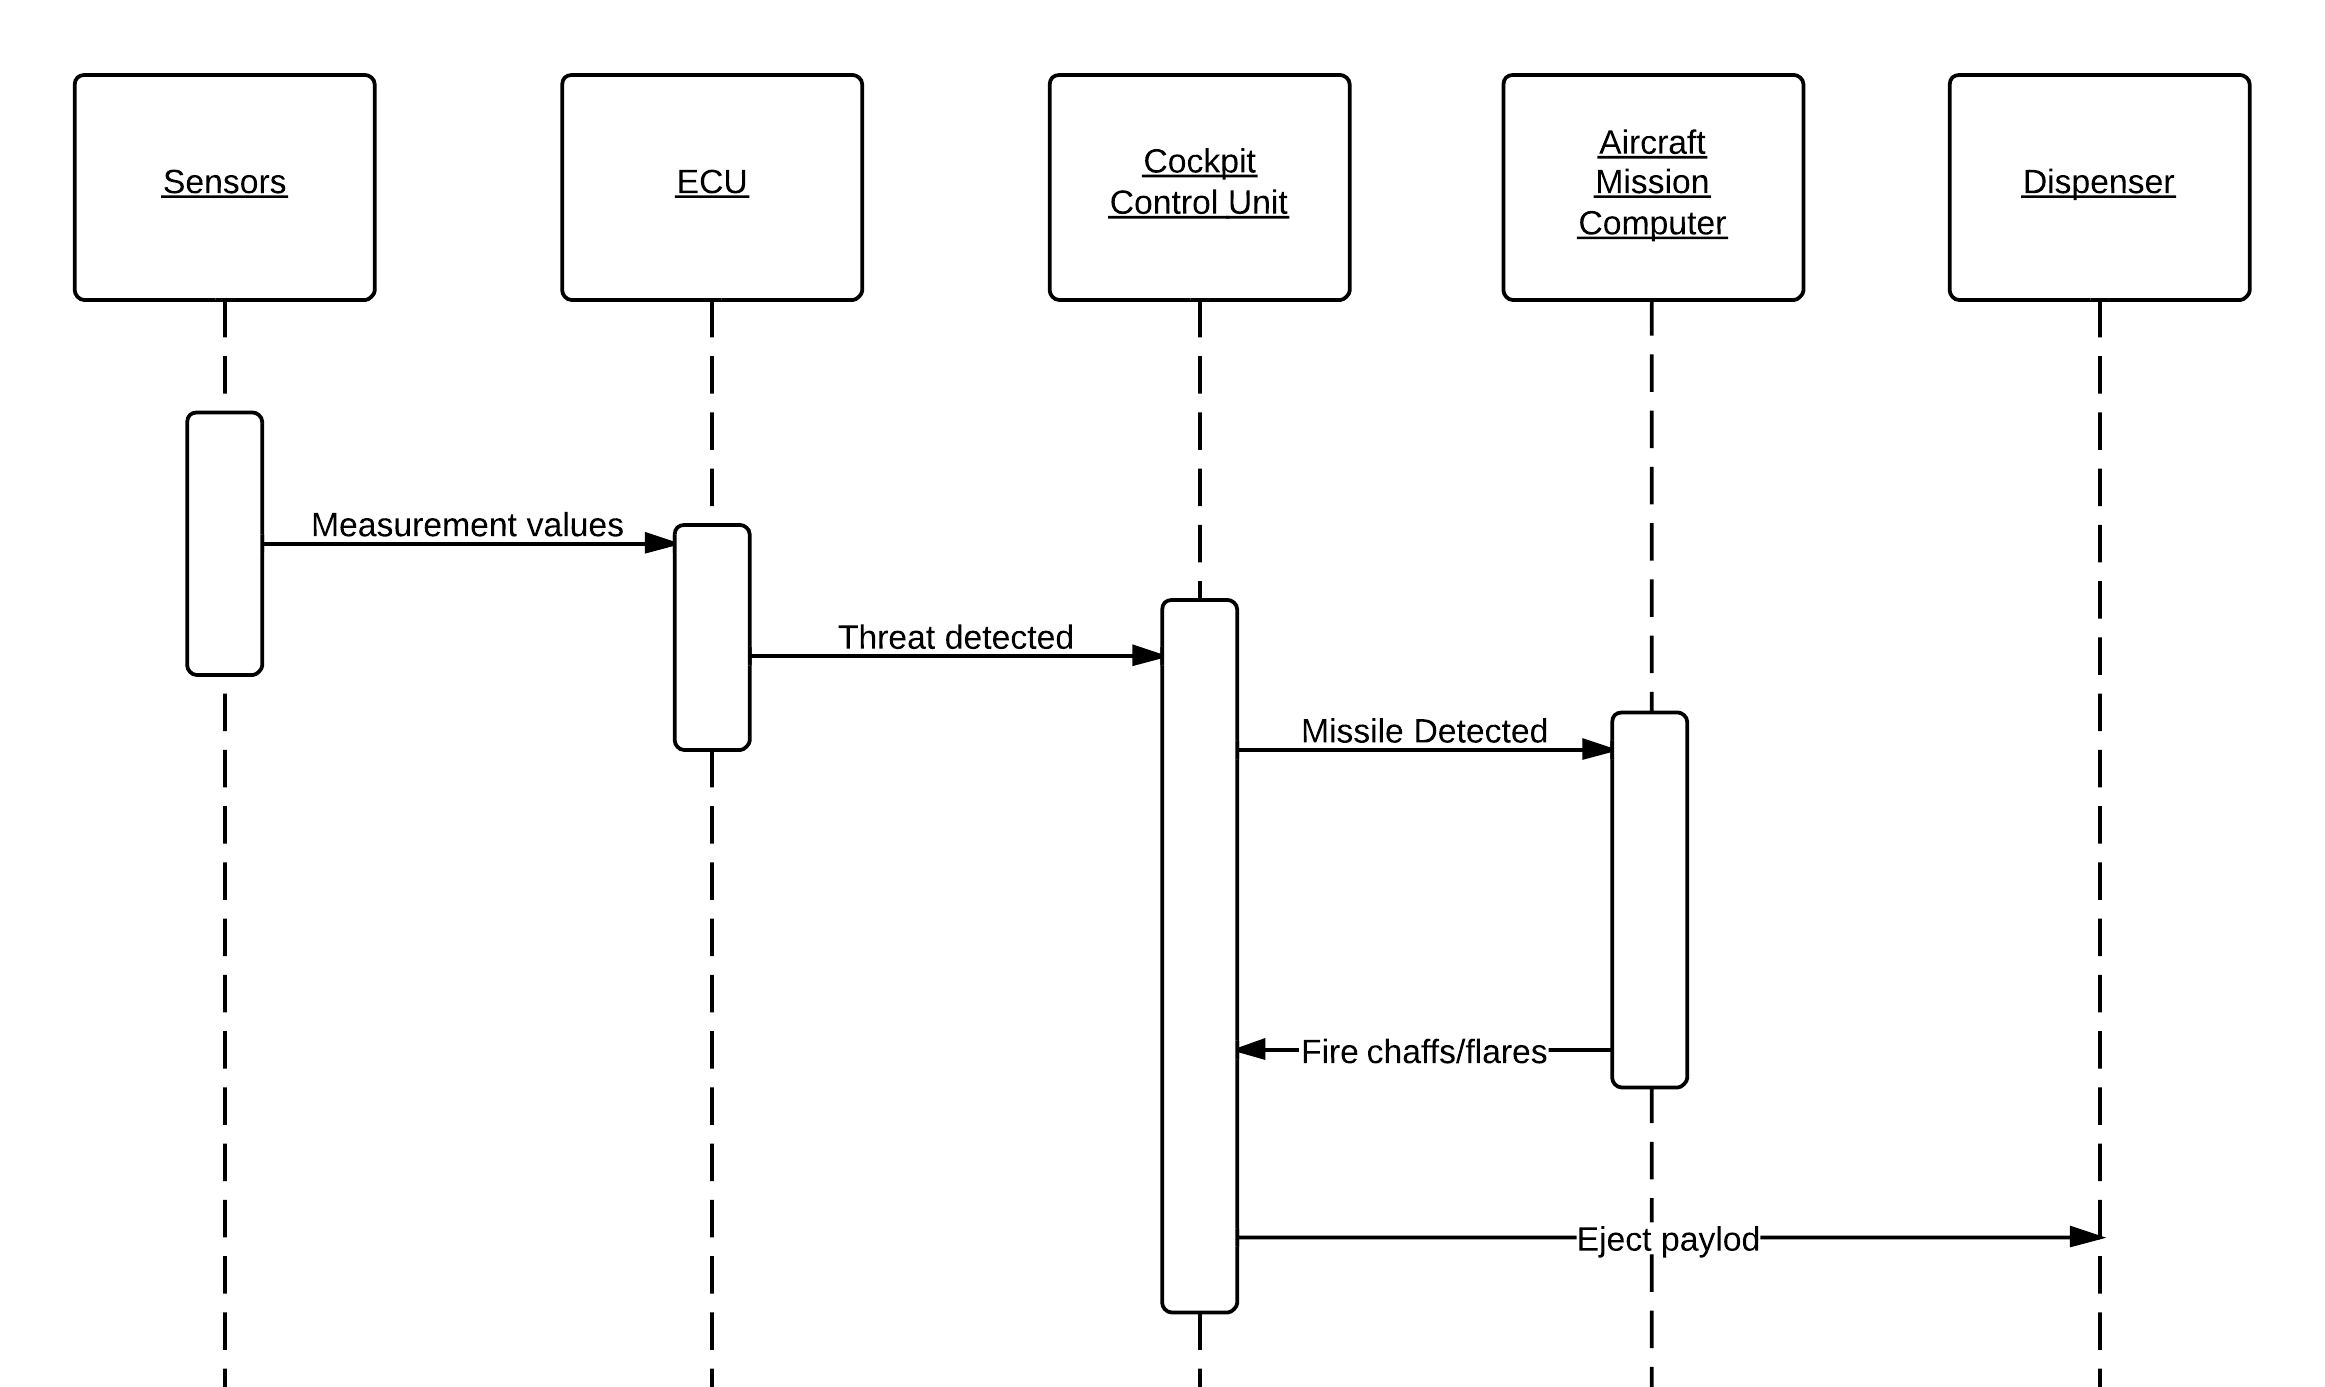 Sensors
ECU
Cockpit
Control Unit
Aircraft
Mission
Computer
Dispenser
Measurement values
Threat detected
Missile Detected
Fire chaffs/flares
Eject paylod